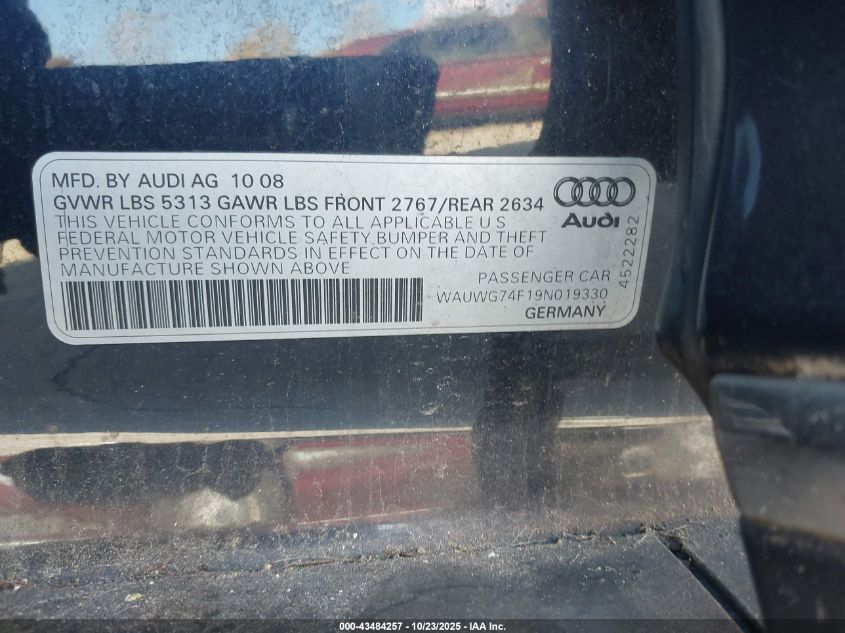 MFD. BY AUDI AG 10 08
GVWR LBS 5313 GAWR LBS FRONT 2767/REAR 2634
THIS VEHICLE CONFORMS TO ALL APPLICABLE U S
FEDERAL MOTOR VEHICLE SAFETY, BUMPER AND THEFT
PREVENTION STANDARDS IN EFFECT ON THE DATE OF
MANUFACTURE SHOWN ABOVE
Audi
4522282
PASSENGER CAR
WAUWG74F19N019330
GERMANY
000-43484257 - 10/23/2025 - IAA Inc.